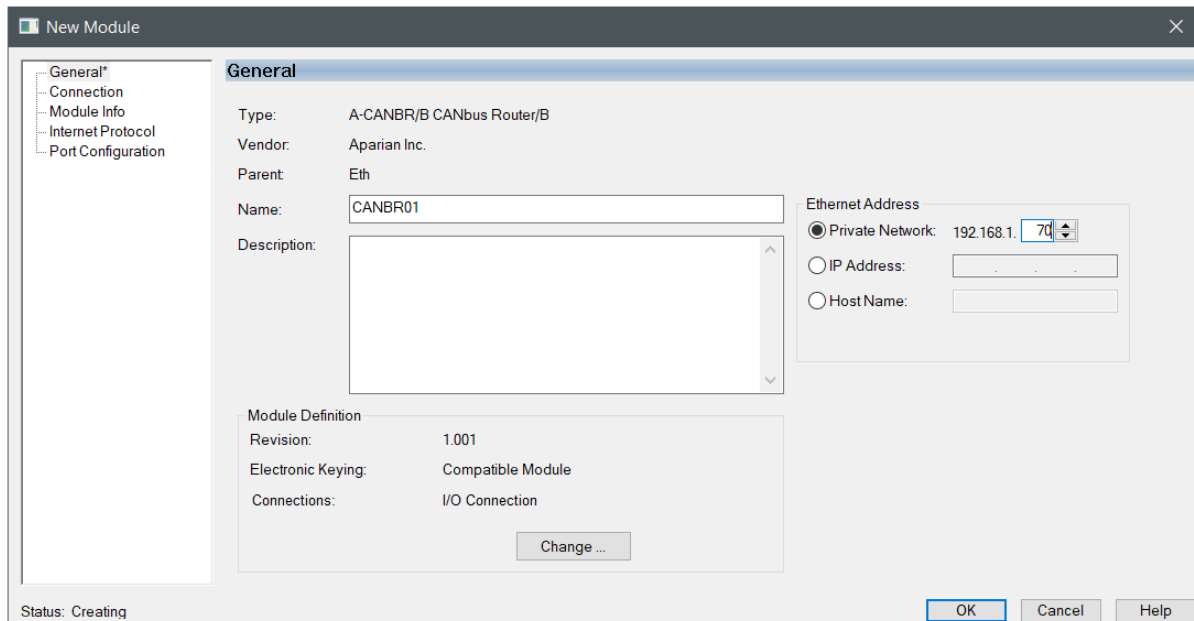 New Module
General*
Connection
Module Info
Internet Protocol
Port Configuration
General
Type: A-CANBR/B CANbus Router/B
Vendor: Aparian Inc.
Parent: Eth
Name: CANBR01
Description:
Ethernet Address
Private Network: 192.168.1. 70
IP Address: . . .
Host Name:
Module Definition
Revision: 1.001
Electronic Keying: Compatible Module
Connections: I/O Connection
Change ...
Status: Creating
OK Cancel Help